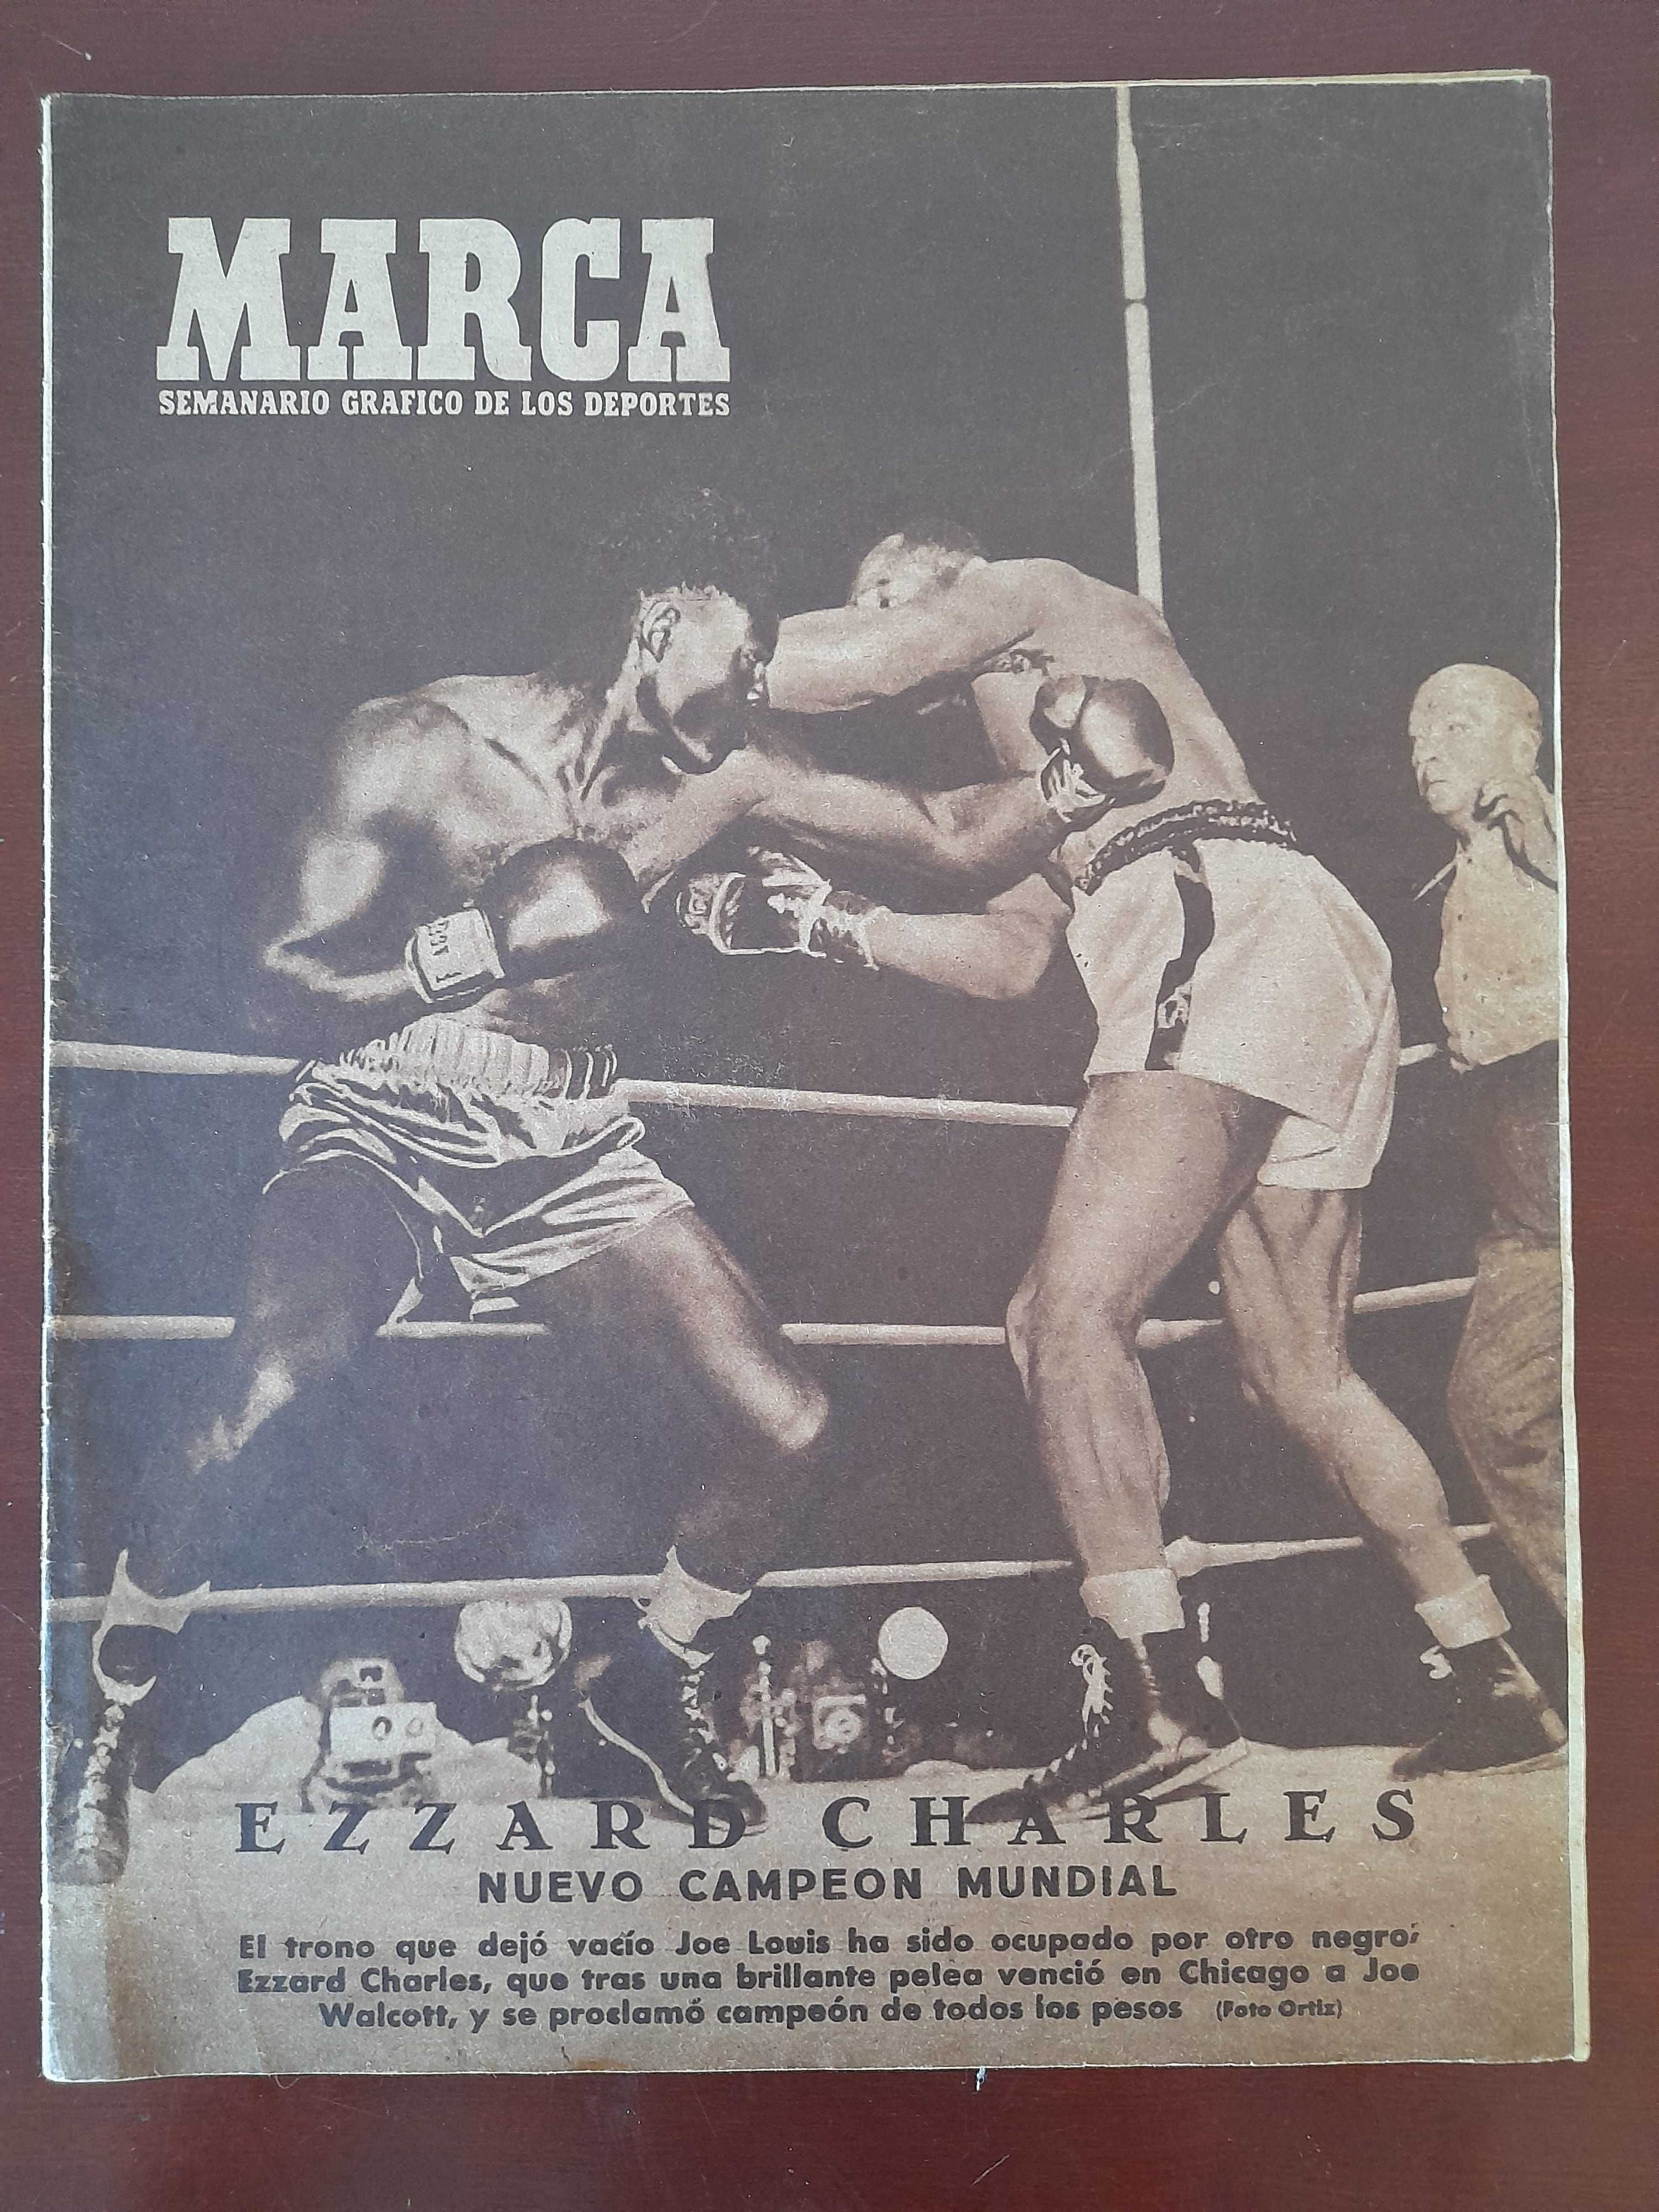 MARCA
SEMANARIO GRAFICO DE LOS DEPORTES
EZZARD CHARLES
NUEVO CAMPEON MUNDIAL
El trono que dejó vacío Joe Louis ha sido ocupado por otro negro,
Ezzard Charles, que tras una brillante pelea venció en Chicago a Joe
Walcott, y se proclamó campeón de todos los pesos (Foto Ortiz)